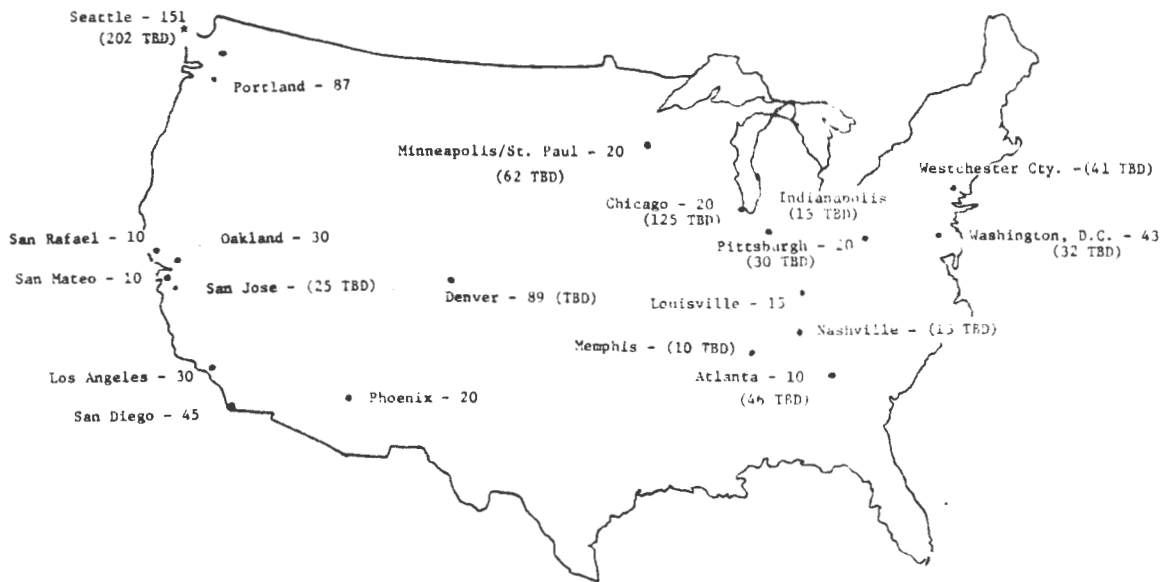 Seattle - 151
(202 TBD)
Portland - 87
Minneapolis/St. Paul - 20
(62 TBD)
Westchester Cty. -(41 TBD)
Chicago - 20
(125 TBD)
Indianapolis
(15 TBD)
San Rafael - 10
Oakland - 30
Pittsburgh - 20
(30 TBD)
Washington, D.C. - 43
(32 TBD)
San Mateo - 10
San Jose - (25 TBD)
Denver - 89 (TBD)
Louisville - 15
Nashville - (15 TBD)
Memphis - (10 TBD)
Los Angeles - 30
Atlanta - 10
(46 TBD)
San Diego - 45
Phoenix - 20